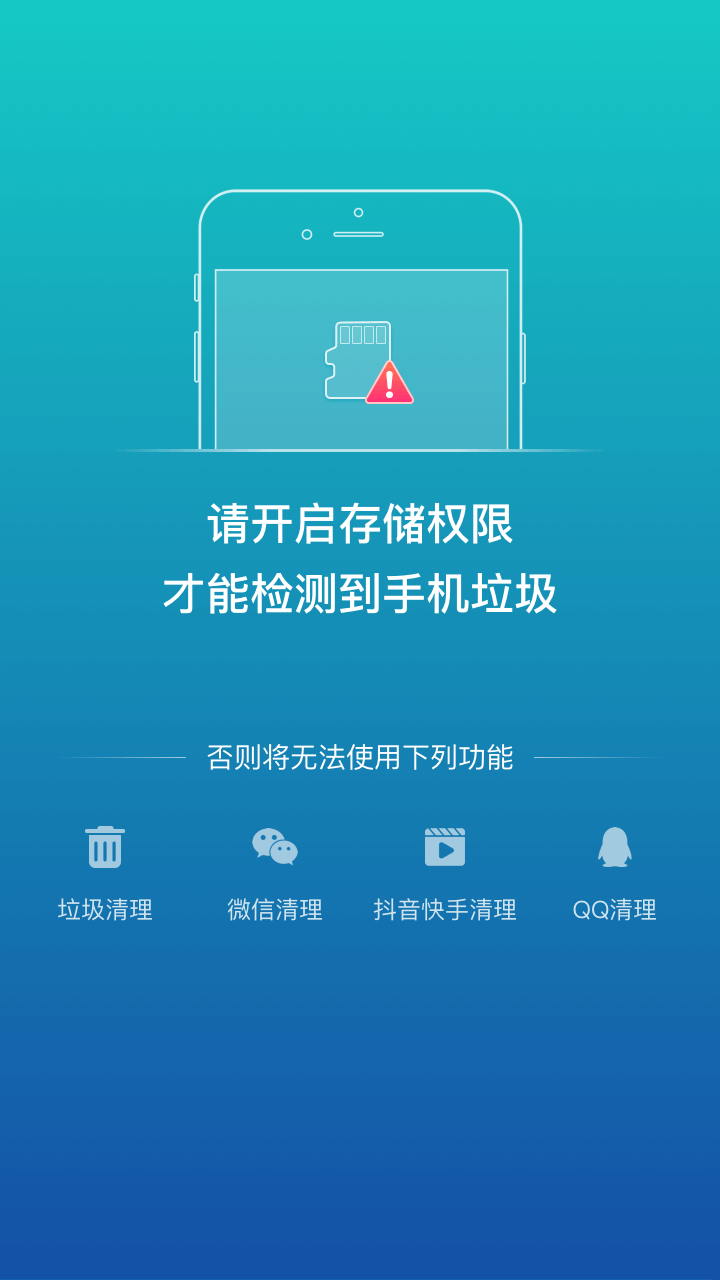 请开启存储权限
才能检测到手机垃圾
否则将无法使用下列功能
垃圾清理
微信清理
抖音快手清理
QQ清理